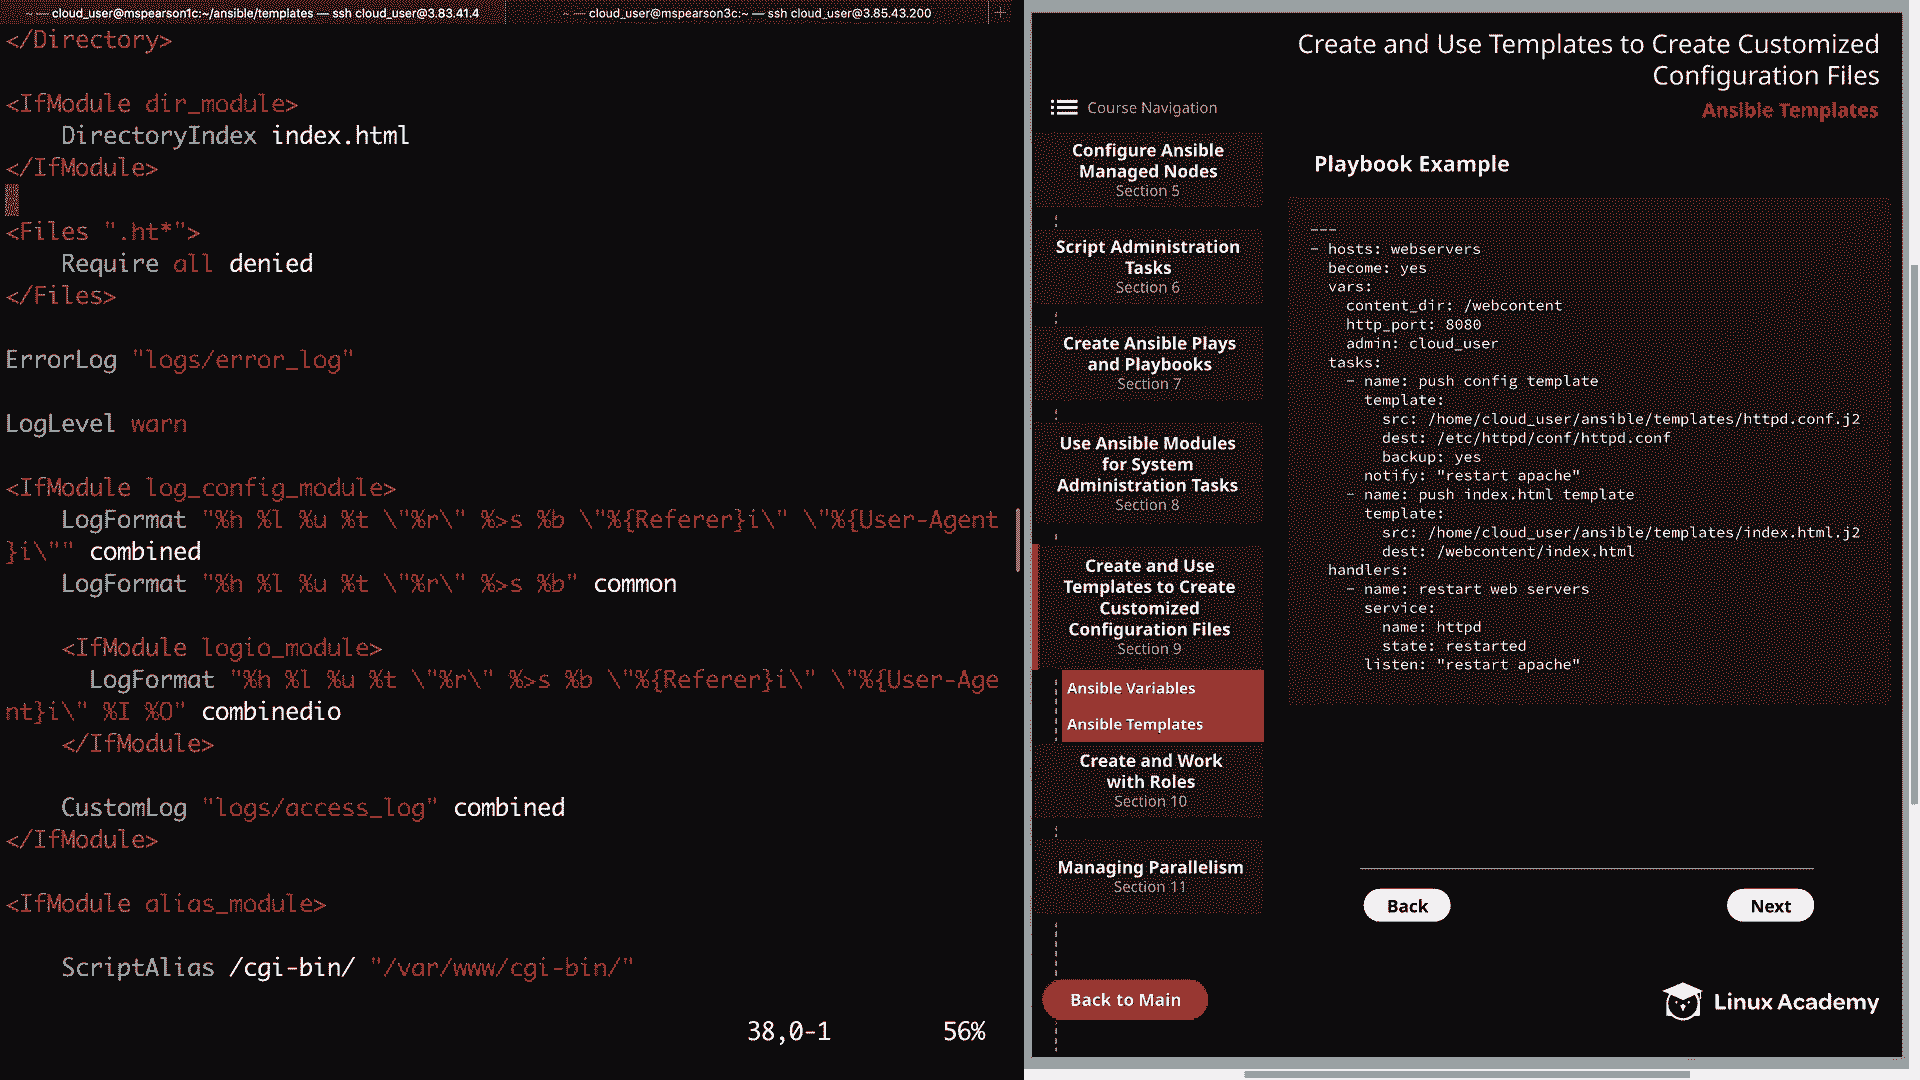 ~ — cloud_user@mspearson1c:~/ansible/templates — ssh cloud_user@3.83.41.4
~ — cloud_user@mspearson3c:~ — ssh cloud_user@3.85.43.200
+
</Directory>
<IfModule dir_module>
    DirectoryIndex index.html
</IfModule>
<Files ".ht*">
    Require all denied
</Files>
ErrorLog "logs/error_log"
LogLevel warn
<IfModule log_config_module>
    LogFormat "%h %l %u %t \"%r\" %>s %b \"%{Referer}i\" \"%{User-Agent
}i\"" combined
    LogFormat "%h %l %u %t \"%r\" %>s %b" common
    <IfModule logio_module>
      LogFormat "%h %l %u %t \"%r\" %>s %b \"%{Referer}i\" \"%{User-Age
nt}i\" %I %O" combinedio
    </IfModule>
    CustomLog "logs/access_log" combined
</IfModule>
<IfModule alias_module>
    ScriptAlias /cgi-bin/ "/var/www/cgi-bin/"
38,0-1 56%
Create and Use Templates to Create Customized
Configuration Files
Ansible Templates
Course Navigation
Configure Ansible
Managed Nodes
Section 5
Script Administration
Tasks
Section 6
Create Ansible Plays
and Playbooks
Section 7
Use Ansible Modules
for System
Administration Tasks
Section 8
Create and Use
Templates to Create
Customized
Configuration Files
Section 9
Ansible Variables
Ansible Templates
Create and Work
with Roles
Section 10
Managing Parallelism
Section 11
Back to Main
Playbook Example
---
- hosts: webservers
  become: yes
  vars:
    content_dir: /webcontent
    http_port: 8080
    admin: cloud_user
  tasks:
    - name: push config template
      template:
        src: /home/cloud_user/ansible/templates/httpd.conf.j2
        dest: /etc/httpd/conf/httpd.conf
        backup: yes
      notify: "restart apache"
    - name: push index.html template
      template:
        src: /home/cloud_user/ansible/templates/index.html.j2
        dest: /webcontent/index.html
  handlers:
    - name: restart web servers
      service:
        name: httpd
        state: restarted
      listen: "restart apache"
Back
Next
Linux Academy